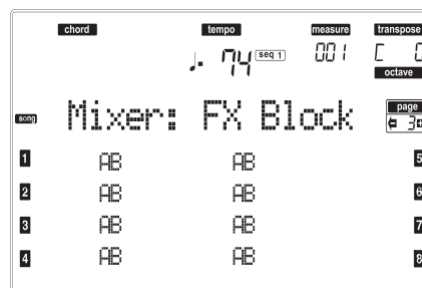 chord tempo measure transpose
♩. 74 seq 1 001 C
octave
song Mixer: FX Block page
3
1 AB AB 5
2 AB AB 6
3 AB AB 7
4 AB AB 8